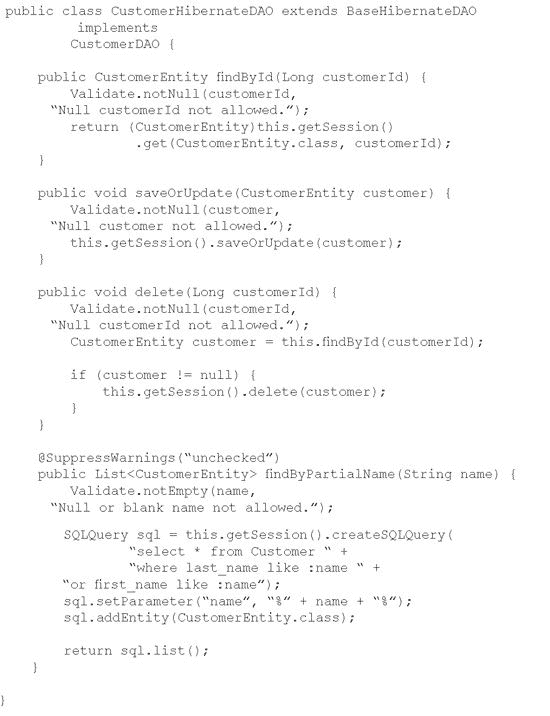 public class CustomerHibernateDAO extends BaseHibernateDAO
implements
CustomerDAO {
public CustomerEntity findById(Long customerId) {
Validate.notNull(customerId,
“Null customerId not allowed.”);
return (CustomerEntity)this.getSession()
.get(CustomerEntity.class, customerId);
}
public void saveOrUpdate(CustomerEntity customer) {
Validate.notNull(customer,
“Null customer not allowed.”);
this.getSession().saveOrUpdate(customer);
}
public void delete(Long customerId) {
Validate.notNull(customerId,
“Null customerId not allowed.”);
CustomerEntity customer = this.findById(customerId);
if (customer != null) {
this.getSession().delete(customer);
}
}
@SuppressWarnings(“unchecked”)
public List<CustomerEntity> findByPartialName(String name) {
Validate.notEmpty(name,
“Null or blank name not allowed.”);
SQLQuery sql = this.getSession().createSQLQuery(
“select * from Customer “ +
“where last_name like :name “ +
“or first_name like :name”);
sql.setParameter(“name”, “%” + name + “%”);
sql.addEntity(CustomerEntity.class);
return sql.list();
}
}